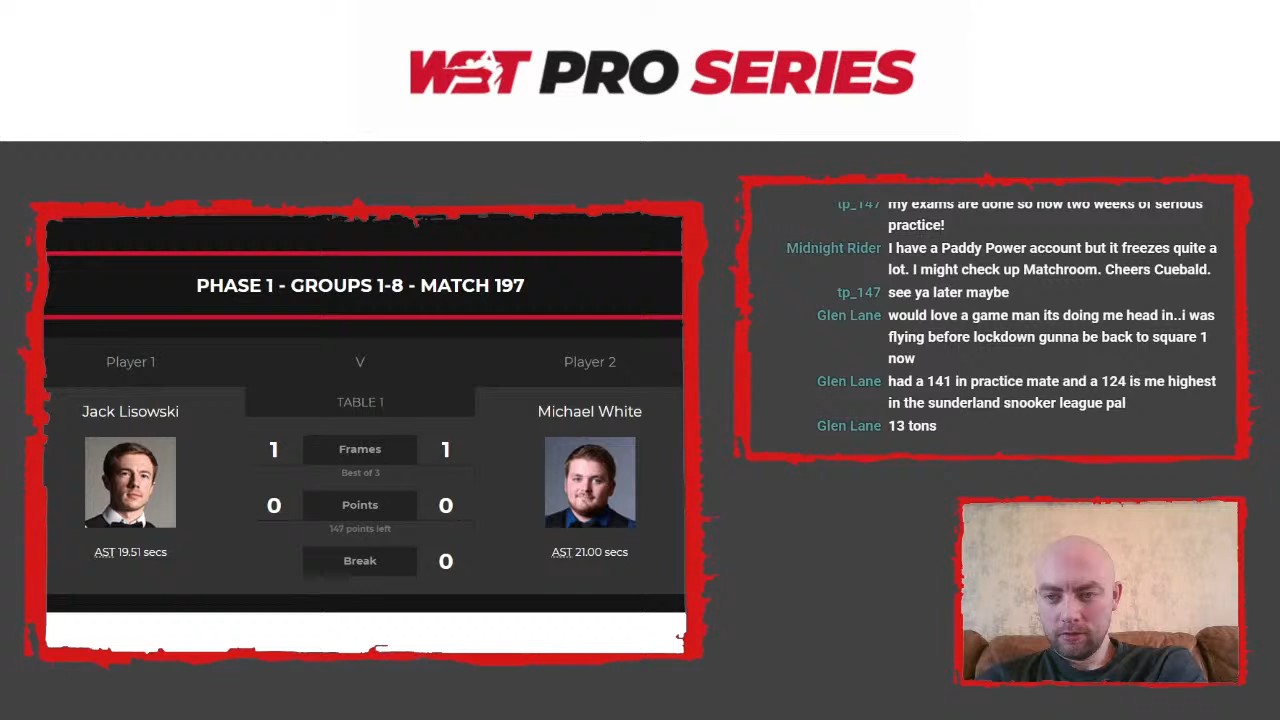 WST PRO SERIES
PHASE 1 - GROUPS 1-8 - MATCH 197
Player 1
V
Player 2
TABLE 1
Jack Lisowski
Michael White
1 Frames 1
Best of 3
0 Points 0
147 points left
Break 0
AST 19.51 secs
AST 21.00 secs
tp_147 my exams are done so now two weeks of serious
practice!
Midnight Rider I have a Paddy Power account but it freezes quite a
lot. I might check up Matchroom. Cheers Cuebald.
tp_147 see ya later maybe
Glen Lane would love a game man its doing me head in..i was
flying before lockdown gunna be back to square 1
now
Glen Lane had a 141 in practice mate and a 124 is me highest
in the sunderland snooker league pal
Glen Lane 13 tons